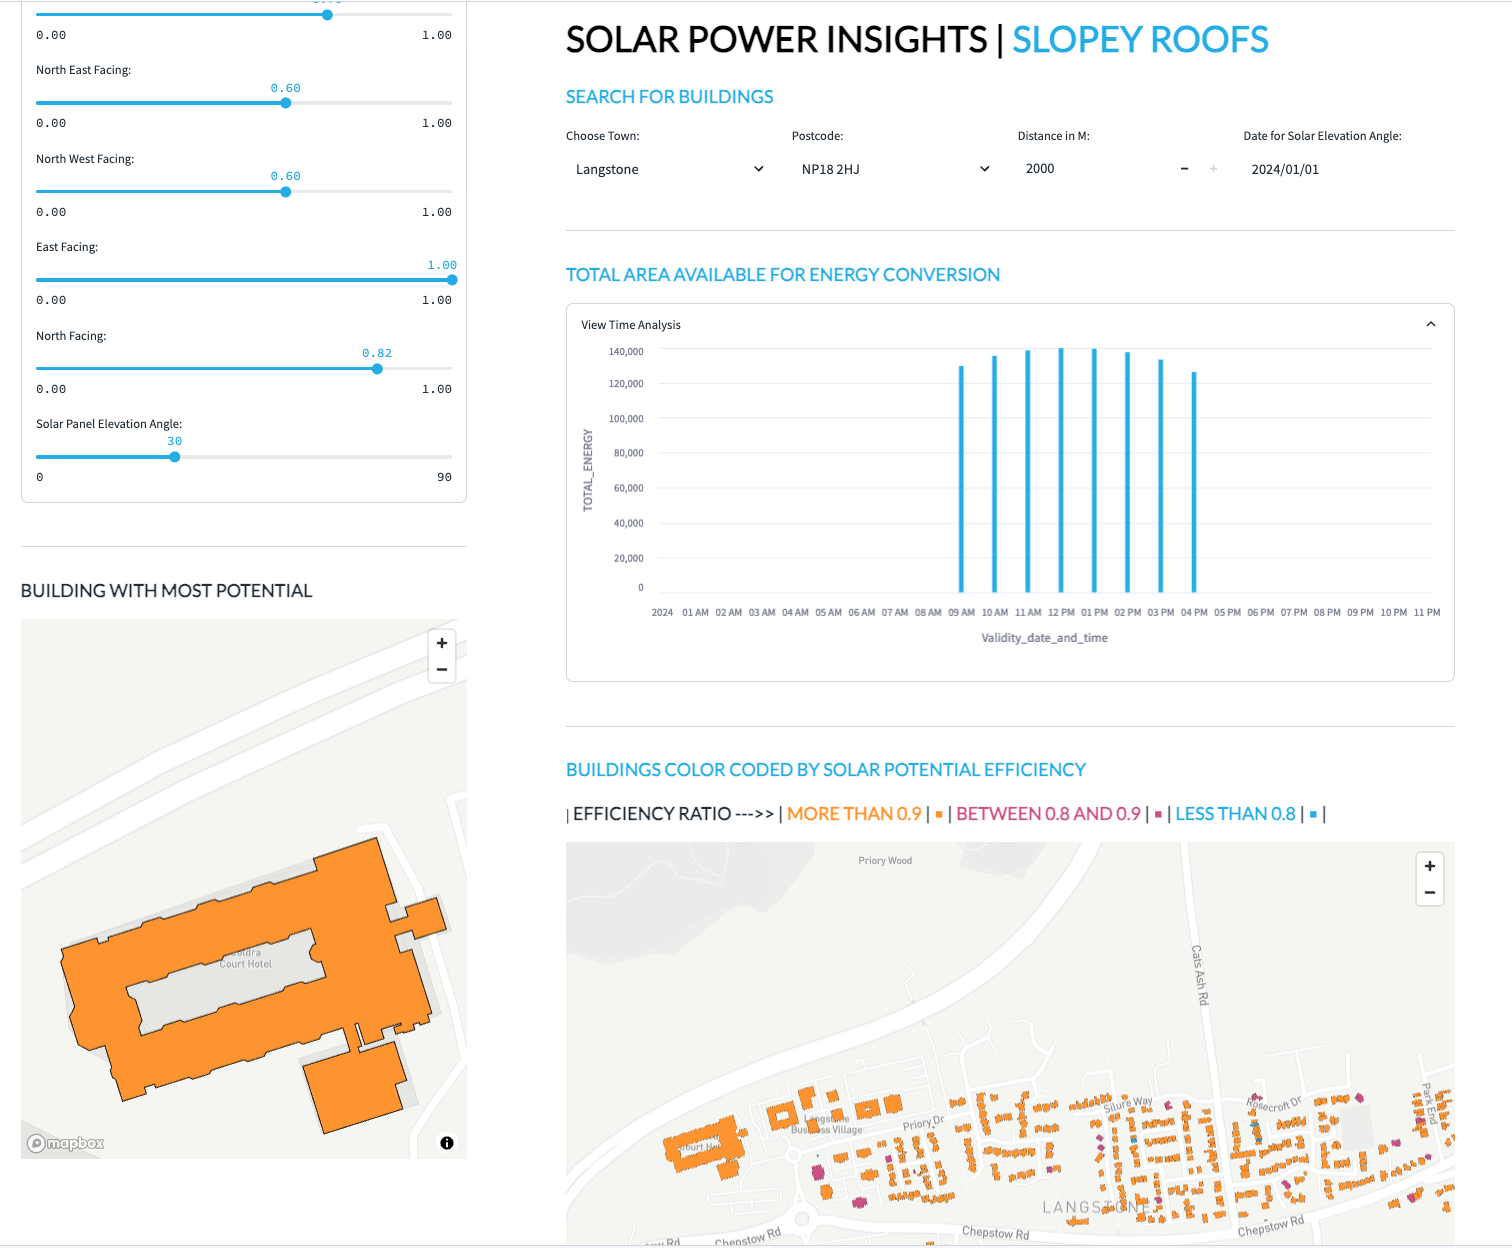 0.00 1.00
North East Facing:
0.60
0.00 1.00
North West Facing:
0.60
0.00 1.00
East Facing:
1.00
0.00 1.00
North Facing:
0.82
0.00 1.00
Solar Panel Elevation Angle:
30
0 90
BUILDING WITH MOST POTENTIAL
Court Hotel
mapbox
SOLAR POWER INSIGHTS | SLOPEY ROOFS
SEARCH FOR BUILDINGS
Choose Town: Postcode: Distance in M: Date for Solar Elevation Angle:
Langstone NP18 2HJ 2000 2024/01/01
TOTAL AREA AVAILABLE FOR ENERGY CONVERSION
View Time Analysis
140,000
120,000
100,000
80,000
60,000
40,000
20,000
0
TOTAL_ENERGY
2024 01 AM 02 AM 03 AM 04 AM 05 AM 06 AM 07 AM 08 AM 09 AM 10 AM 11 AM 12 PM 01 PM 02 PM 03 PM 04 PM 05 PM 06 PM 07 PM 08 PM 09 PM 10 PM 11 PM
Validity_date_and_time
BUILDINGS COLOR CODED BY SOLAR POTENTIAL EFFICIENCY
| EFFICIENCY RATIO --->> | MORE THAN 0.9 | ▪ | BETWEEN 0.8 AND 0.9 | ▪ | LESS THAN 0.8 | ▪ |
Priory Wood
Cats Ash Rd
Silure Way
Rosecroft Dr
Park End
Langstone
Business Village
Priory Dr
LANGSTONE
Chepstow Rd
Chepstow Rd
Chepstow Rd